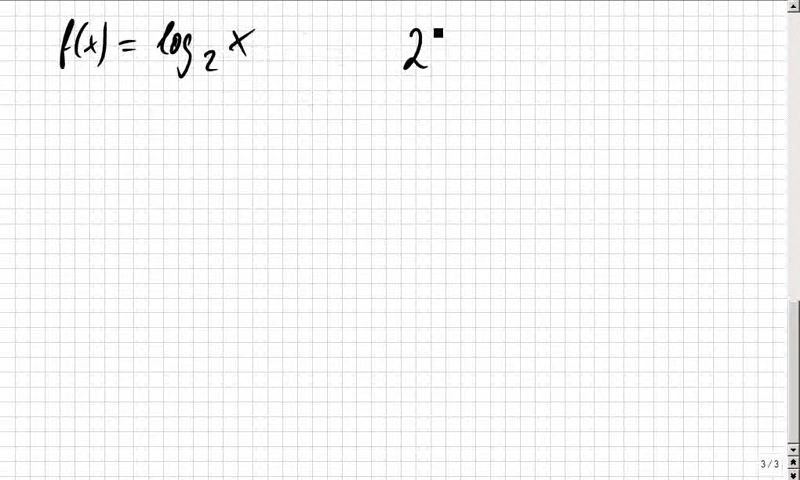 f(x) = log₂ x 2
3/3